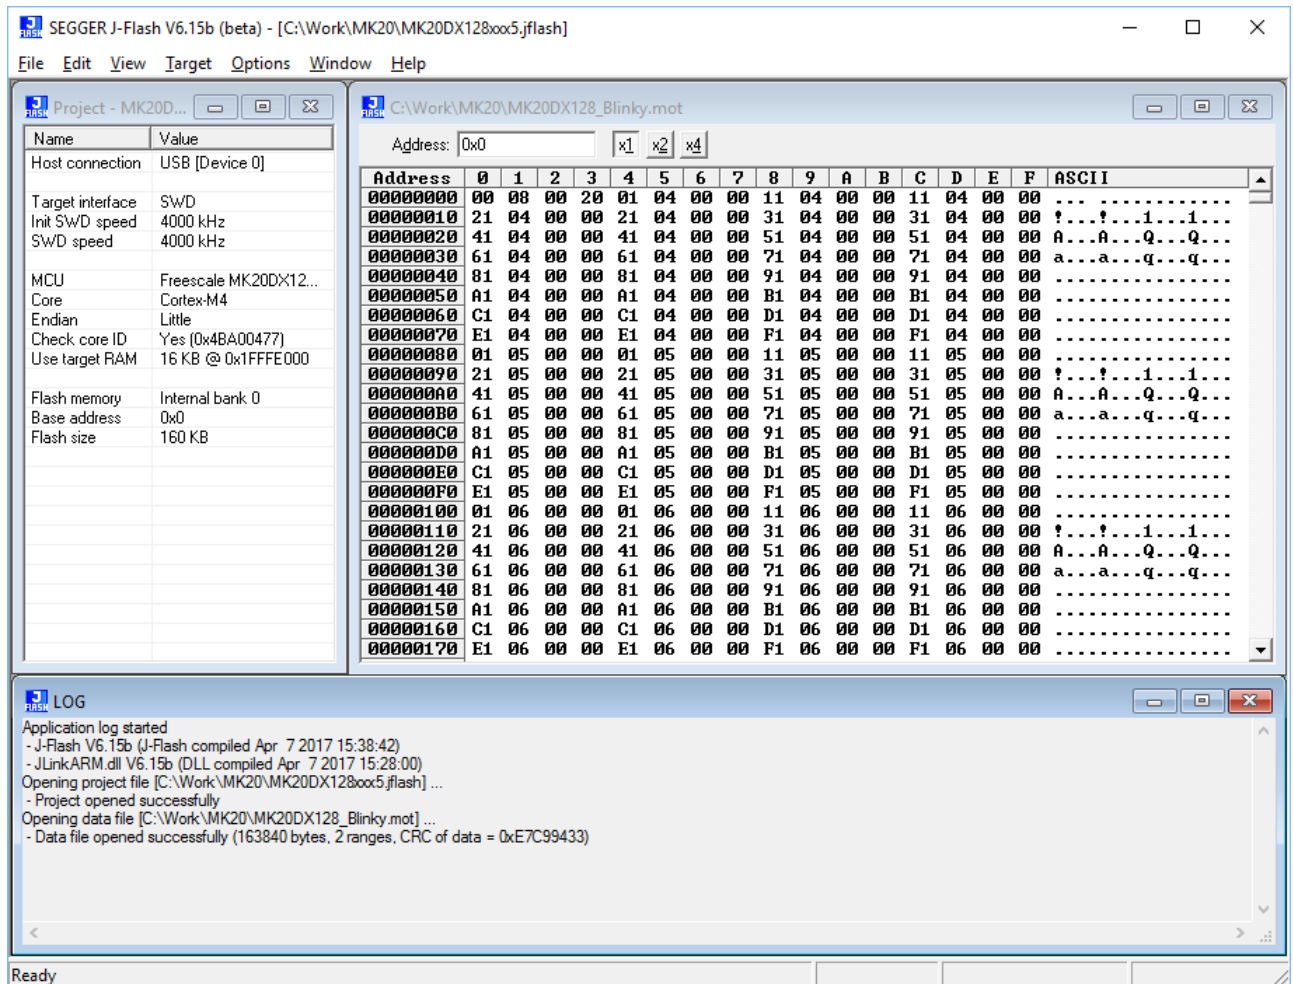 SEGGER J-Flash V6.15b (beta) - [C:\Work\MK20\MK20DX128xxx5.jflash]
File Edit View Target Options Window Help
Project - MK20D...
Name Value
Host connection USB [Device 0]
Target interface SWD
Init SWD speed 4000 kHz
SWD speed 4000 kHz
MCU Freescale MK20DX12...
Core Cortex-M4
Endian Little
Check core ID Yes (0x4BA00477)
Use target RAM 16 KB @ 0x1FFFE000
Flash memory Internal bank 0
Base address 0x0
Flash size 160 KB
C:\Work\MK20\MK20DX128_Blinky.mot
Address: 0x0 x1 x2 x4
Address 0 1 2 3 4 5 6 7 8 9 A B C D E F ASCII
00000000 00 08 00 20 01 04 00 00 11 04 00 00 11 04 00 00 ... ............
00000010 21 04 00 00 21 04 00 00 31 04 00 00 31 04 00 00 !...!...1...1...
00000020 41 04 00 00 41 04 00 00 51 04 00 00 51 04 00 00 A...A...Q...Q...
00000030 61 04 00 00 61 04 00 00 71 04 00 00 71 04 00 00 a...a...q...q...
00000040 81 04 00 00 81 04 00 00 91 04 00 00 91 04 00 00 ................
00000050 A1 04 00 00 A1 04 00 00 B1 04 00 00 B1 04 00 00 ................
00000060 C1 04 00 00 C1 04 00 00 D1 04 00 00 D1 04 00 00 ................
00000070 E1 04 00 00 E1 04 00 00 F1 04 00 00 F1 04 00 00 ................
00000080 01 05 00 00 01 05 00 00 11 05 00 00 11 05 00 00 ................
00000090 21 05 00 00 21 05 00 00 31 05 00 00 31 05 00 00 !...!...1...1...
000000A0 41 05 00 00 41 05 00 00 51 05 00 00 51 05 00 00 A...A...Q...Q...
000000B0 61 05 00 00 61 05 00 00 71 05 00 00 71 05 00 00 a...a...q...q...
000000C0 81 05 00 00 81 05 00 00 91 05 00 00 91 05 00 00 ................
000000D0 A1 05 00 00 A1 05 00 00 B1 05 00 00 B1 05 00 00 ................
000000E0 C1 05 00 00 C1 05 00 00 D1 05 00 00 D1 05 00 00 ................
000000F0 E1 05 00 00 E1 05 00 00 F1 05 00 00 F1 05 00 00 ................
00000100 01 06 00 00 01 06 00 00 11 06 00 00 11 06 00 00 ................
00000110 21 06 00 00 21 06 00 00 31 06 00 00 31 06 00 00 !...!...1...1...
00000120 41 06 00 00 41 06 00 00 51 06 00 00 51 06 00 00 A...A...Q...Q...
00000130 61 06 00 00 61 06 00 00 71 06 00 00 71 06 00 00 a...a...q...q...
00000140 81 06 00 00 81 06 00 00 91 06 00 00 91 06 00 00 ................
00000150 A1 06 00 00 A1 06 00 00 B1 06 00 00 B1 06 00 00 ................
00000160 C1 06 00 00 C1 06 00 00 D1 06 00 00 D1 06 00 00 ................
00000170 E1 06 00 00 E1 06 00 00 F1 06 00 00 F1 06 00 00 ................
LOG
Application log started
- J-Flash V6.15b (J-Flash compiled Apr 7 2017 15:38:42)
- JLinkARM.dll V6.15b (DLL compiled Apr 7 2017 15:28:00)
Opening project file [C:\Work\MK20\MK20DX128xxx5.jflash] ...
- Project opened successfully
Opening data file [C:\Work\MK20\MK20DX128_Blinky.mot] ...
- Data file opened successfully (163840 bytes, 2 ranges, CRC of data = 0xE7C99433)
Ready